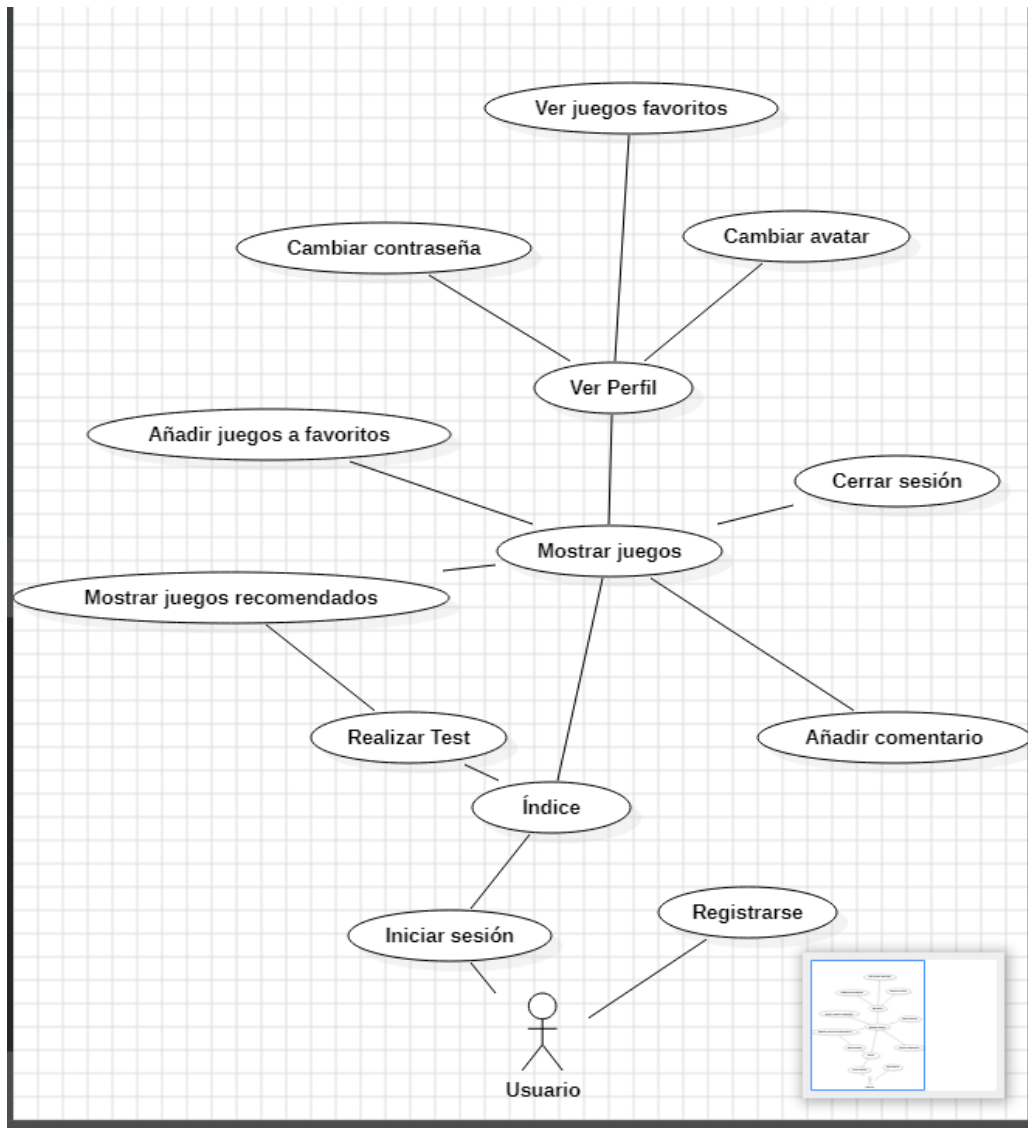 Ver juegos favoritos
Cambiar avatar
Cambiar contraseña
Ver Perfil
Añadir juegos a favoritos
Cerrar sesión
Mostrar juegos
Mostrar juegos recomendados
Realizar Test
Añadir comentario
Índice
Registrarse
Iniciar sesión
Usuario